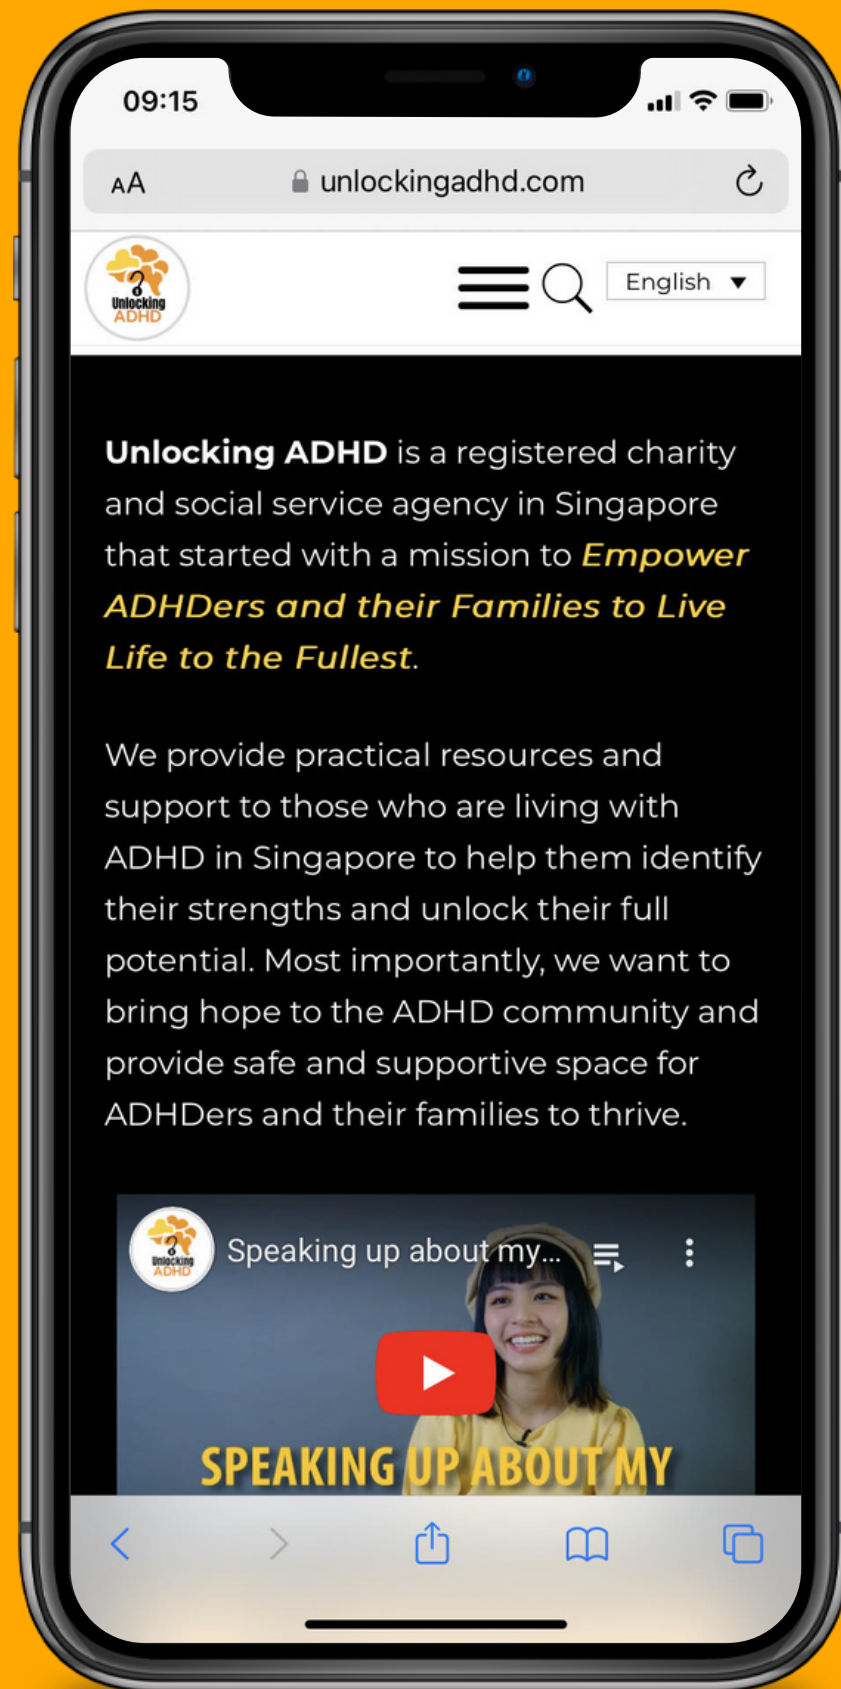 09:15
AA unlockingadhd.com
Unlocking
ADHD
English
Unlocking ADHD is a registered charity
and social service agency in Singapore
that started with a mission to Empower
ADHDers and their Families to Live
Life to the Fullest.
We provide practical resources and
support to those who are living with
ADHD in Singapore to help them identify
their strengths and unlock their full
potential. Most importantly, we want to
bring hope to the ADHD community and
provide safe and supportive space for
ADHDers and their families to thrive.
Unlocking
ADHD
Speaking up about my...
SPEAKING UP ABOUT MY